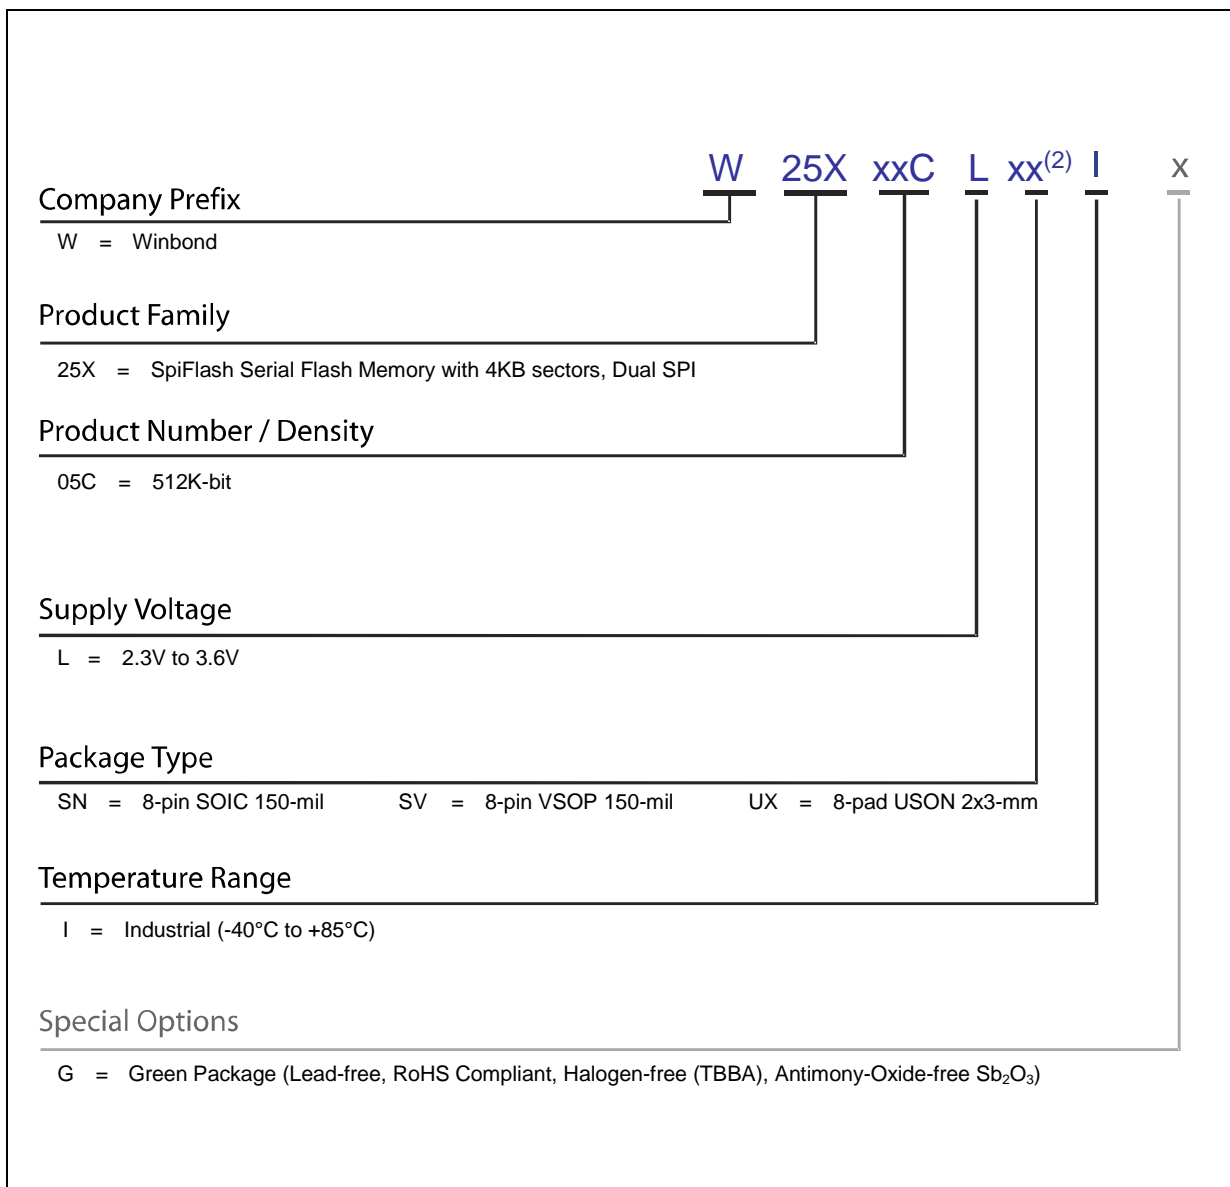 W 25X xxC L xx(2) I x
Company Prefix
W = Winbond
Product Family
25X = SpiFlash Serial Flash Memory with 4KB sectors, Dual SPI
Product Number / Density
05C = 512K-bit
Supply Voltage
L = 2.3V to 3.6V
Package Type
SN = 8-pin SOIC 150-mil SV = 8-pin VSOP 150-mil UX = 8-pad USON 2x3-mm
Temperature Range
I = Industrial (-40°C to +85°C)
Special Options
G = Green Package (Lead-free, RoHS Compliant, Halogen-free (TBBA), Antimony-Oxide-free Sb₂O₃)